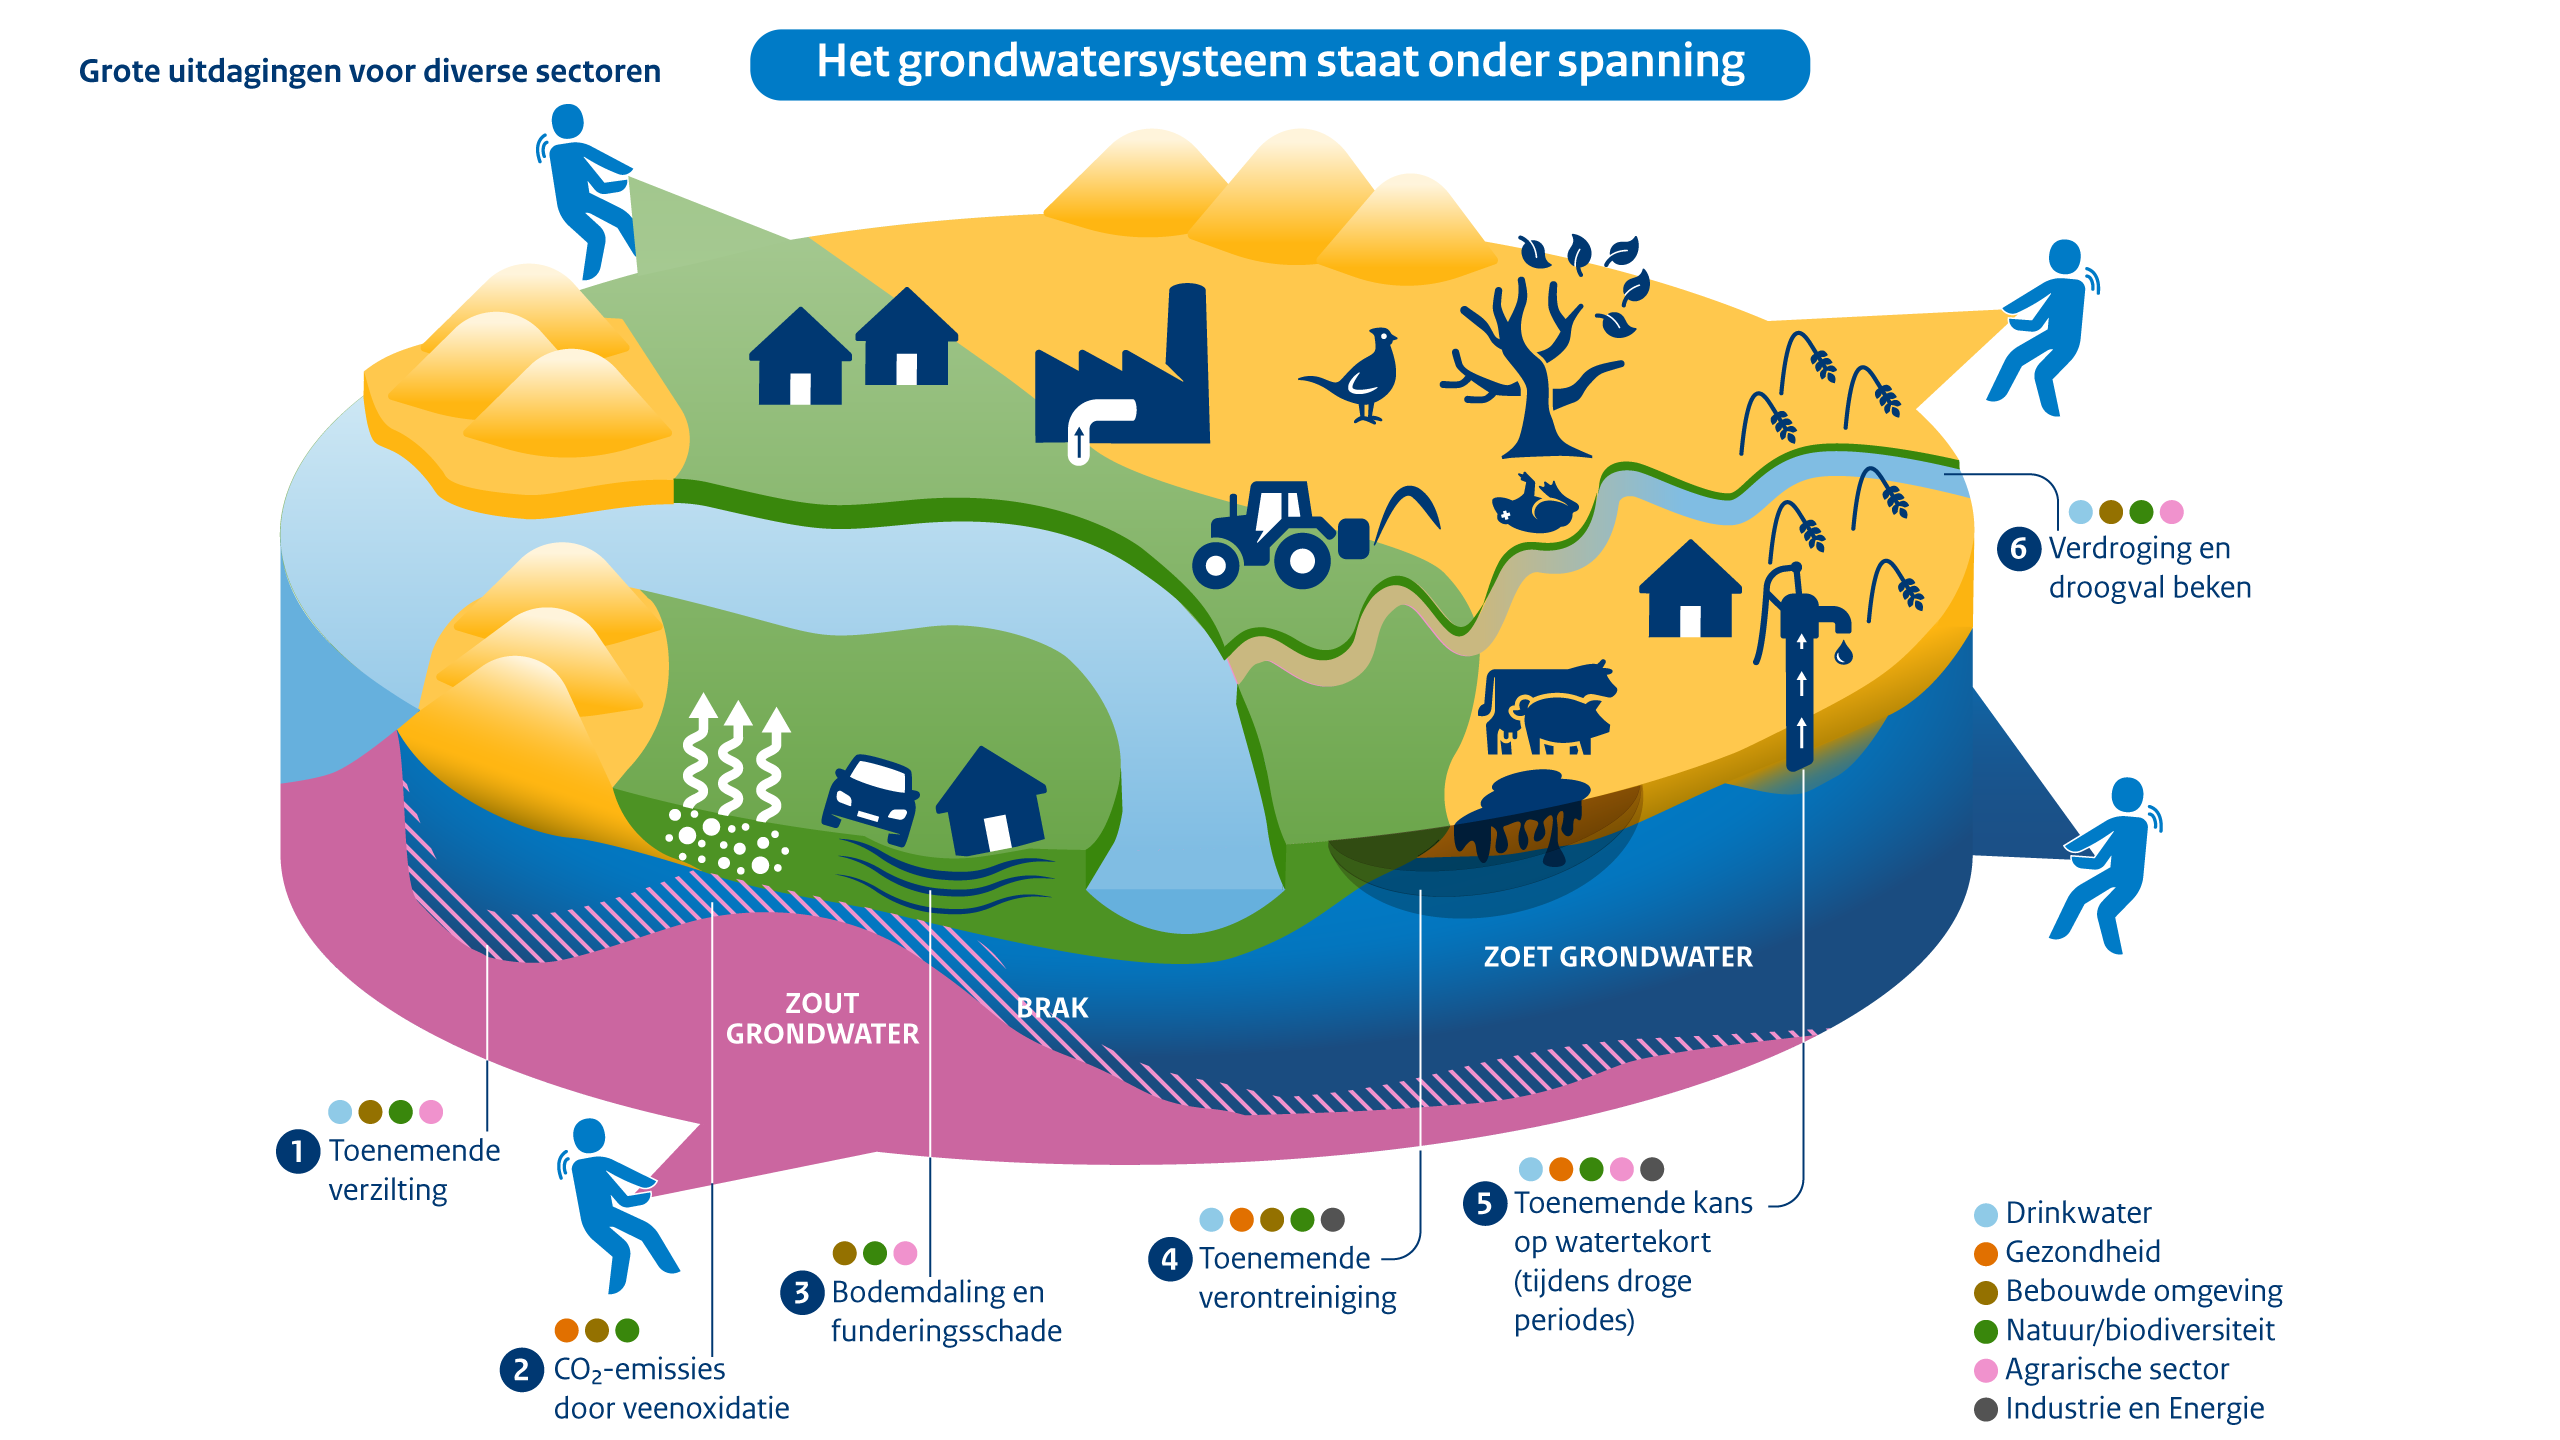 Grote uitdagingen voor diverse sectoren
Het grondwatersysteem staat onder spanning
6 Verdroging en
droogval beken
ZOET GRONDWATER
ZOUT
GRONDWATER
BRAK
1 Toenemende
verzilting
2 CO₂-emissies
door veenoxidatie
3 Bodemdaling en
funderingsschade
4 Toenemende
verontreiniging
5 Toenemende kans
op watertekort
(tijdens droge
periodes)
Drinkwater
Gezondheid
Bebouwde omgeving
Natuur/biodiversiteit
Agrarische sector
Industrie en Energie